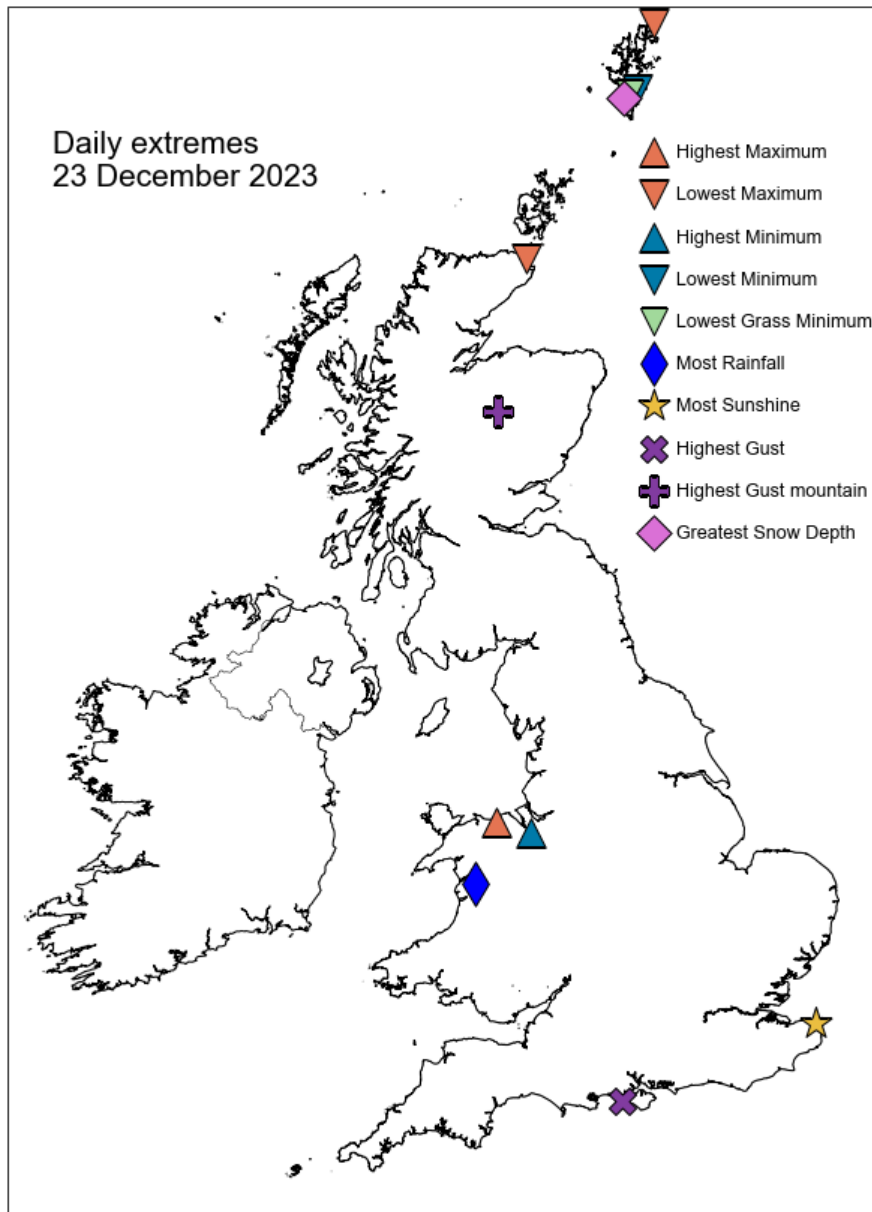 Daily extremes
23 December 2023
Highest Maximum
Lowest Maximum
Highest Minimum
Lowest Minimum
Lowest Grass Minimum
Most Rainfall
Most Sunshine
Highest Gust
Highest Gust mountain
Greatest Snow Depth